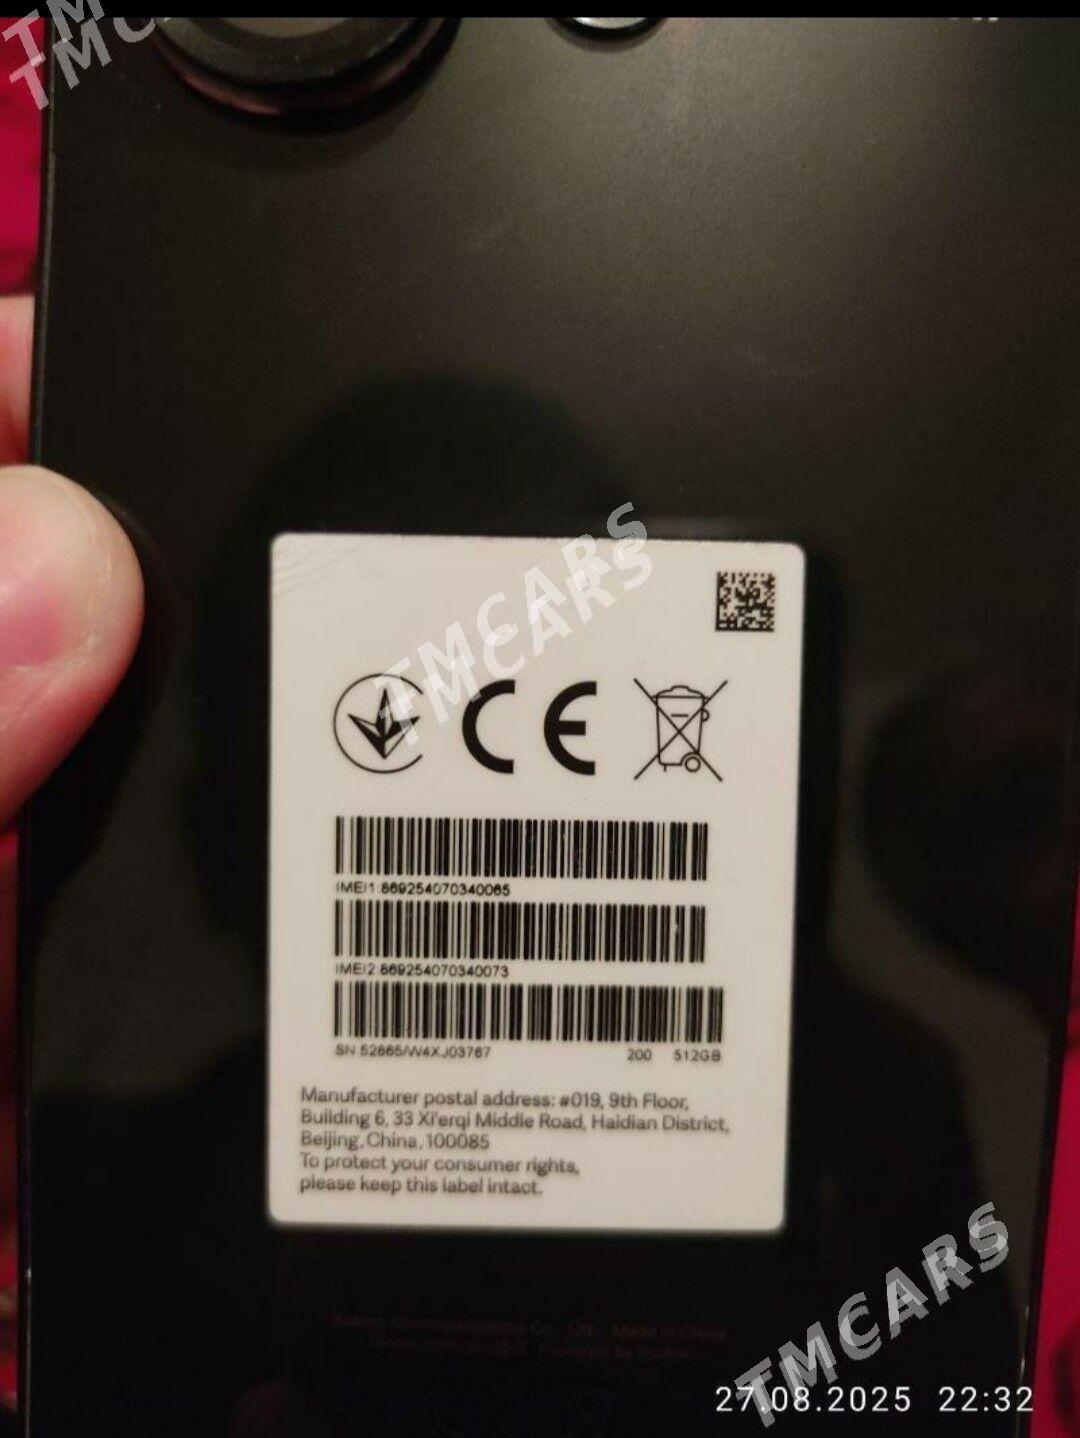 TMCARS
TMCARS
CE
IMEI1 869254070340065
IMEI2 869254070340073
SN 52865/W4XJ03767 200 512GB
Manufacturer postal address: #019, 9th Floor,
Building 6, 33 Xi'erqi Middle Road, Haidian District,
Beijing, China, 100085
To protect your consumer rights,
please keep this label intact.
TMCARS
27.08.2025 22:32